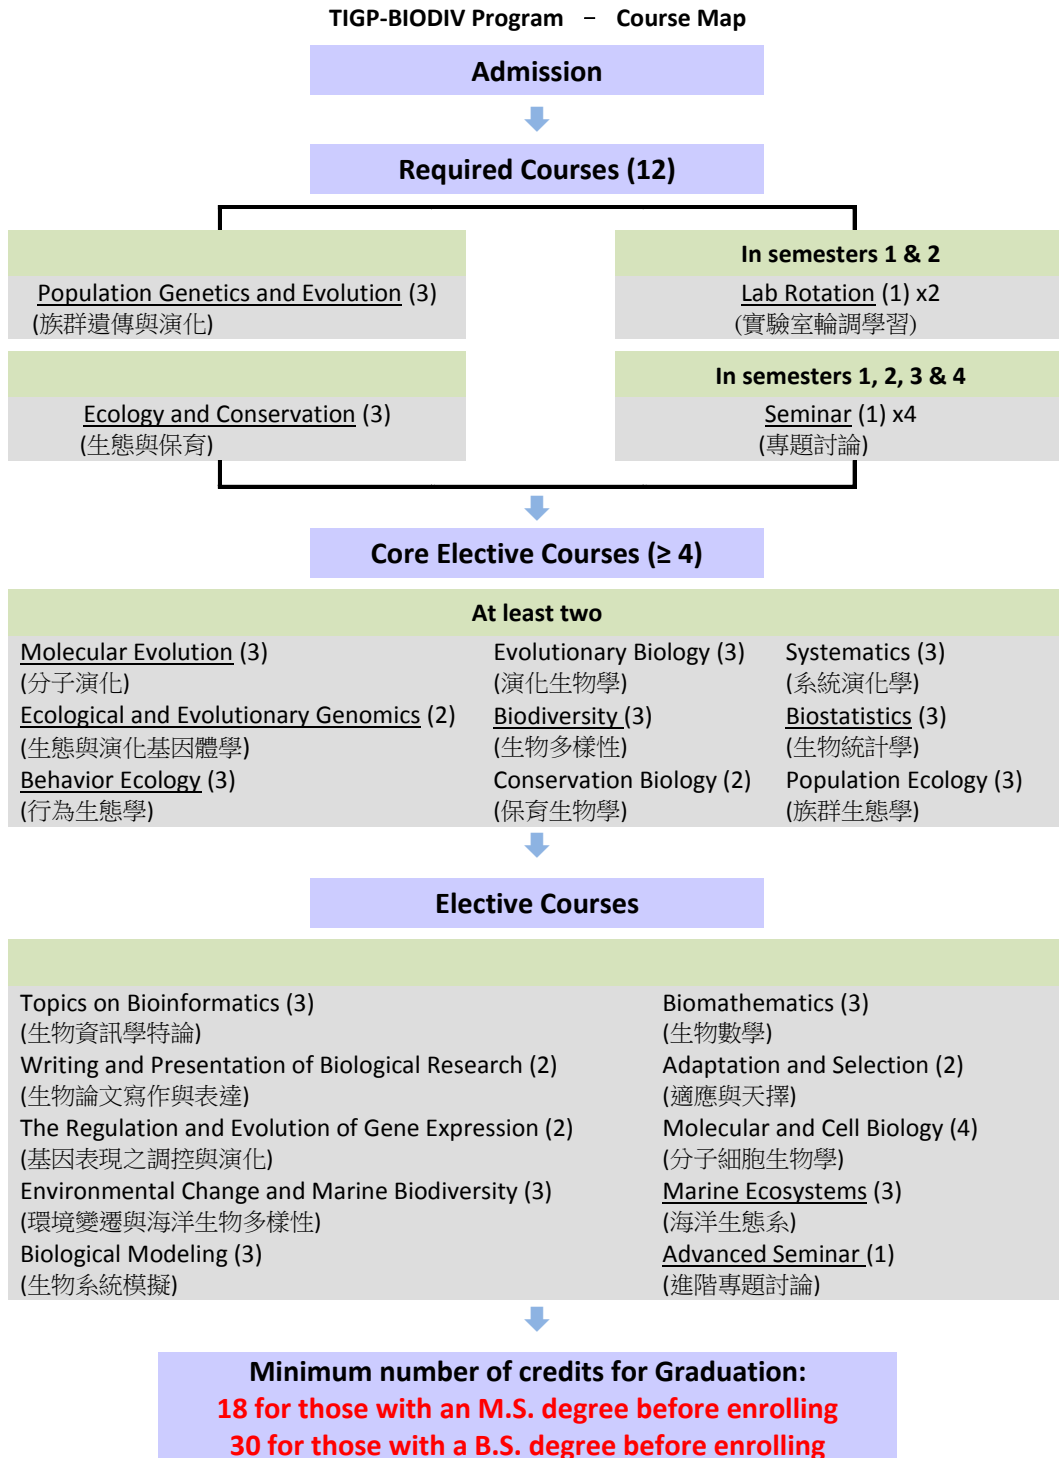 TIGP-BIODIV Program – Course Map
Admission
Required Courses (12)
Population Genetics and Evolution (3)
(族群遺傳與演化)
In semesters 1 & 2
Lab Rotation (1) x2
(實驗室輪調學習)
Ecology and Conservation (3)
(生態與保育)
In semesters 1, 2, 3 & 4
Seminar (1) x4
(專題討論)
Core Elective Courses (≥ 4)
At least two
Molecular Evolution (3)
(分子演化)
Ecological and Evolutionary Genomics (2)
(生態與演化基因體學)
Behavior Ecology (3)
(行為生態學)
Evolutionary Biology (3)
(演化生物學)
Biodiversity (3)
(生物多樣性)
Conservation Biology (2)
(保育生物學)
Systematics (3)
(系統演化學)
Biostatistics (3)
(生物統計學)
Population Ecology (3)
(族群生態學)
Elective Courses
Topics on Bioinformatics (3)
(生物資訊學特論)
Writing and Presentation of Biological Research (2)
(生物論文寫作與表達)
The Regulation and Evolution of Gene Expression (2)
(基因表現之調控與演化)
Environmental Change and Marine Biodiversity (3)
(環境變遷與海洋生物多樣性)
Biological Modeling (3)
(生物系統模擬)
Biomathematics (3)
(生物數學)
Adaptation and Selection (2)
(適應與天擇)
Molecular and Cell Biology (4)
(分子細胞生物學)
Marine Ecosystems (3)
(海洋生態系)
Advanced Seminar (1)
(進階專題討論)
Minimum number of credits for Graduation:
18 for those with an M.S. degree before enrolling
30 for those with a B.S. degree before enrolling